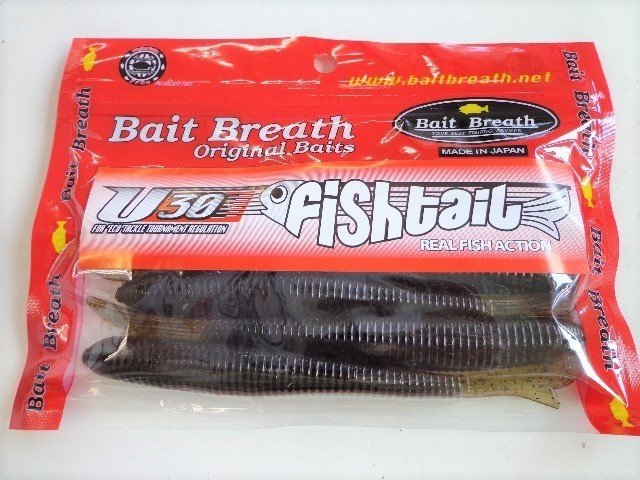 www.baitbreath.net
Bait Breath
Original Baits
Bait Breath
MADE IN JAPAN
U30
FOR "ECO" TACKLE TOURNAMENT REGULATION
fishtail
REAL FISH ACTION
Bait Breath
Bait Breath
Bait Breath
Bait Breath